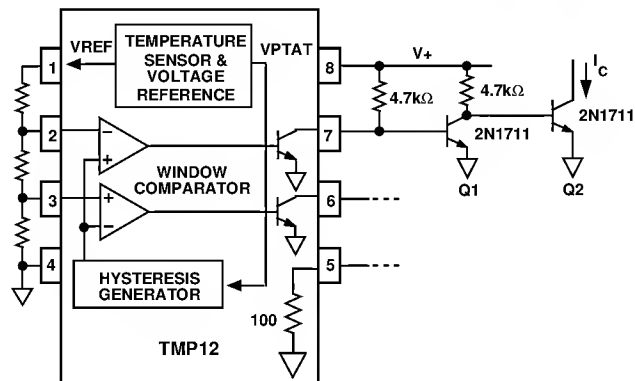 TEMPERATURE
SENSOR &
VOLTAGE
REFERENCE
VREF
VPTAT
1
8
V+
IC
4.7kΩ
4.7kΩ
2N1711
2N1711
2
−
+
7
WINDOW
COMPARATOR
Q1
Q2
3
+
−
6
4
5
HYSTERESIS
GENERATOR
100
TMP12